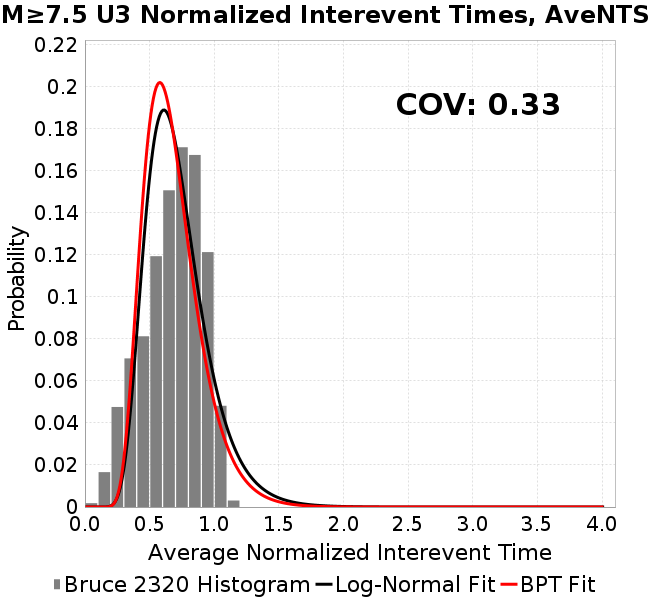 M≥7.5 U3 Normalized Interevent Times, AveNTS
COV: 0.33
Probability
0.22
0.2
0.18
0.16
0.14
0.12
0.1
0.08
0.06
0.04
0.02
0
0.0 0.5 1.0 1.5 2.0 2.5 3.0 3.5 4.0
Average Normalized Interevent Time
Bruce 2320 Histogram Log-Normal Fit BPT Fit